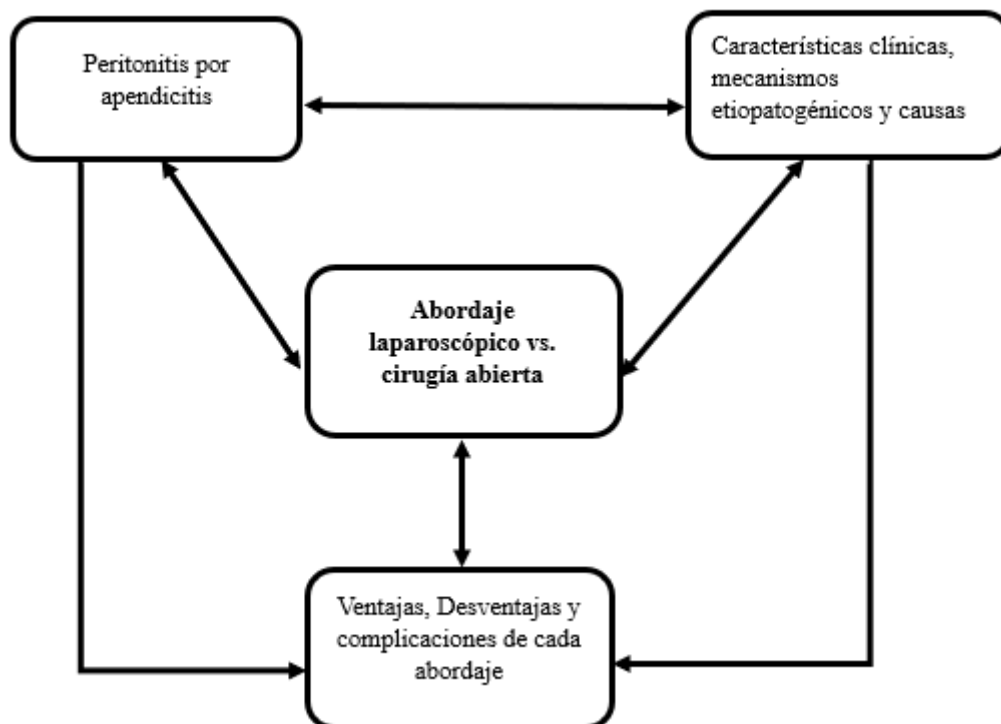 Peritonitis por
apendicitis
Características clínicas,
mecanismos
etiopatogénicos y causas
Abordaje
laparoscópico vs.
cirugía abierta
Ventajas, Desventajas y
complicaciones de cada
abordaje